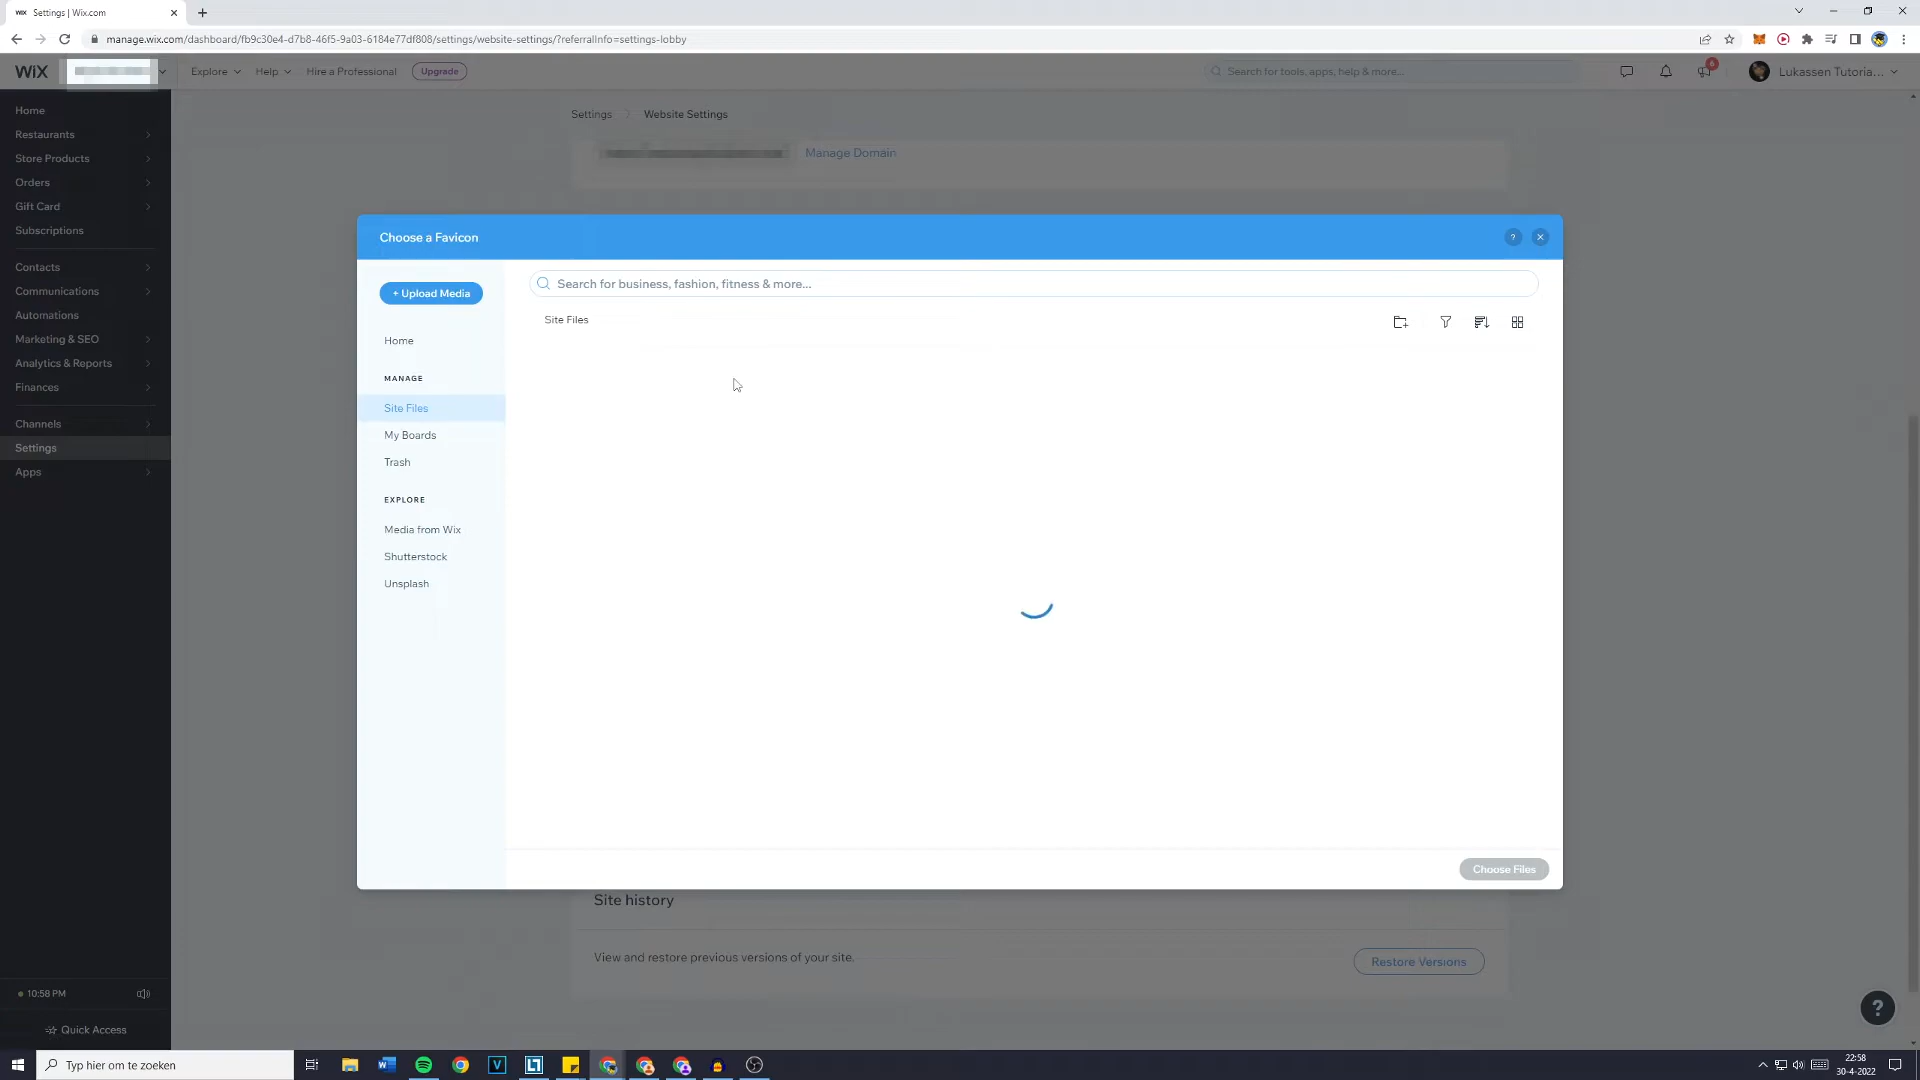 WiX Settings | Wix.com
manage.wix.com/dashboard/fb9c30e4-d7b8-46f5-9a03-6184e77df808/settings/website-settings/?referralInfo=settings-lobby
WiX
Explore
Help
Hire a Professional
Upgrade
Search for tools, apps, help & more...
6
Lukassen Tutoria...
Home
Restaurants
Store Products
Orders
Gift Card
Subscriptions
Contacts
Communications
Automations
Marketing & SEO
Analytics & Reports
Finances
Channels
Settings
Apps
10:58 PM
Quick Access
Settings
Website Settings
Manage Domain
Choose a Favicon
?
+ Upload Media
Home
MANAGE
Site Files
My Boards
Trash
EXPLORE
Media from Wix
Shutterstock
Unsplash
Search for business, fashion, fitness & more...
Site Files
Choose Files
Site history
View and restore previous versions of your site.
Restore Versions
?
Typ hier om te zoeken
22:58
30-4-2022